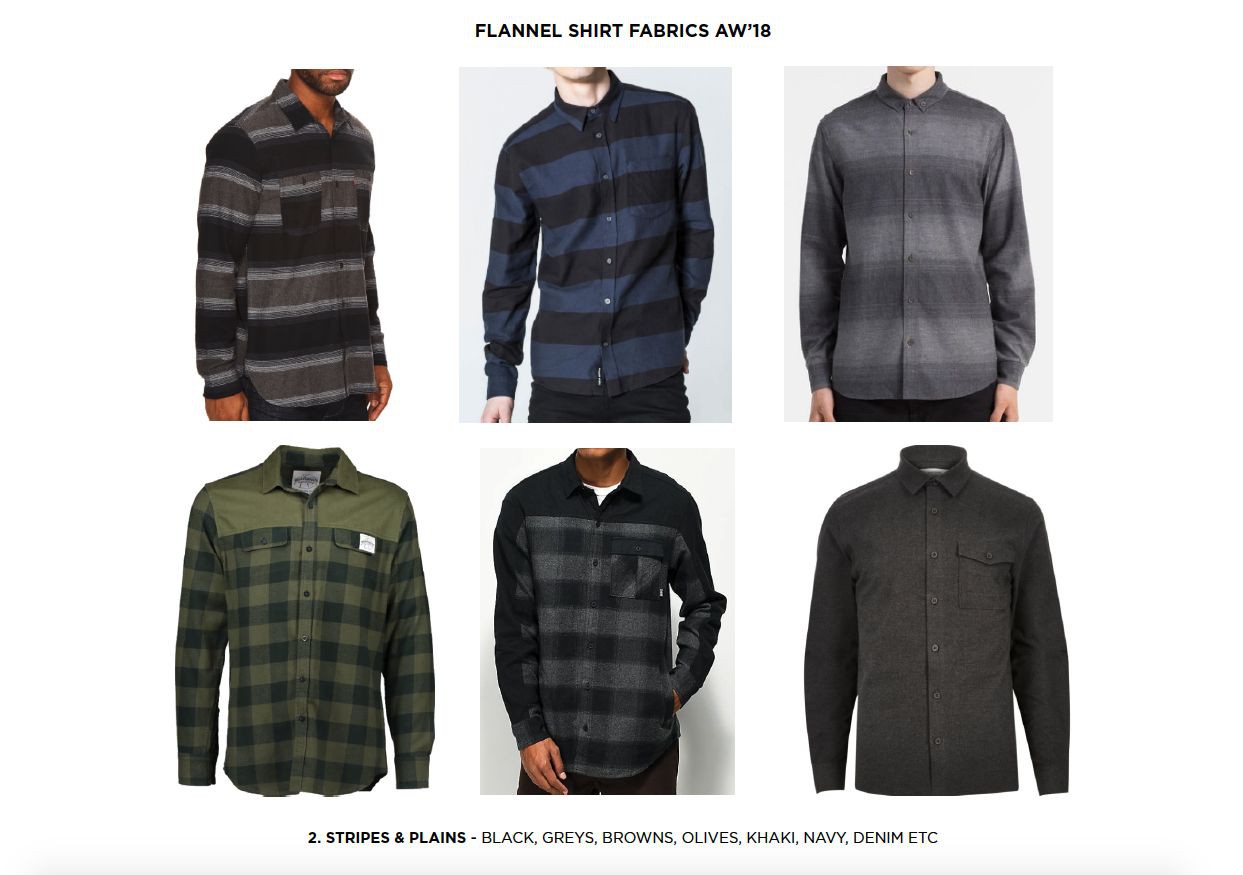 FLANNEL SHIRT FABRICS AW’18
2. STRIPES & PLAINS - BLACK, GREYS, BROWNS, OLIVES, KHAKI, NAVY, DENIM ETC